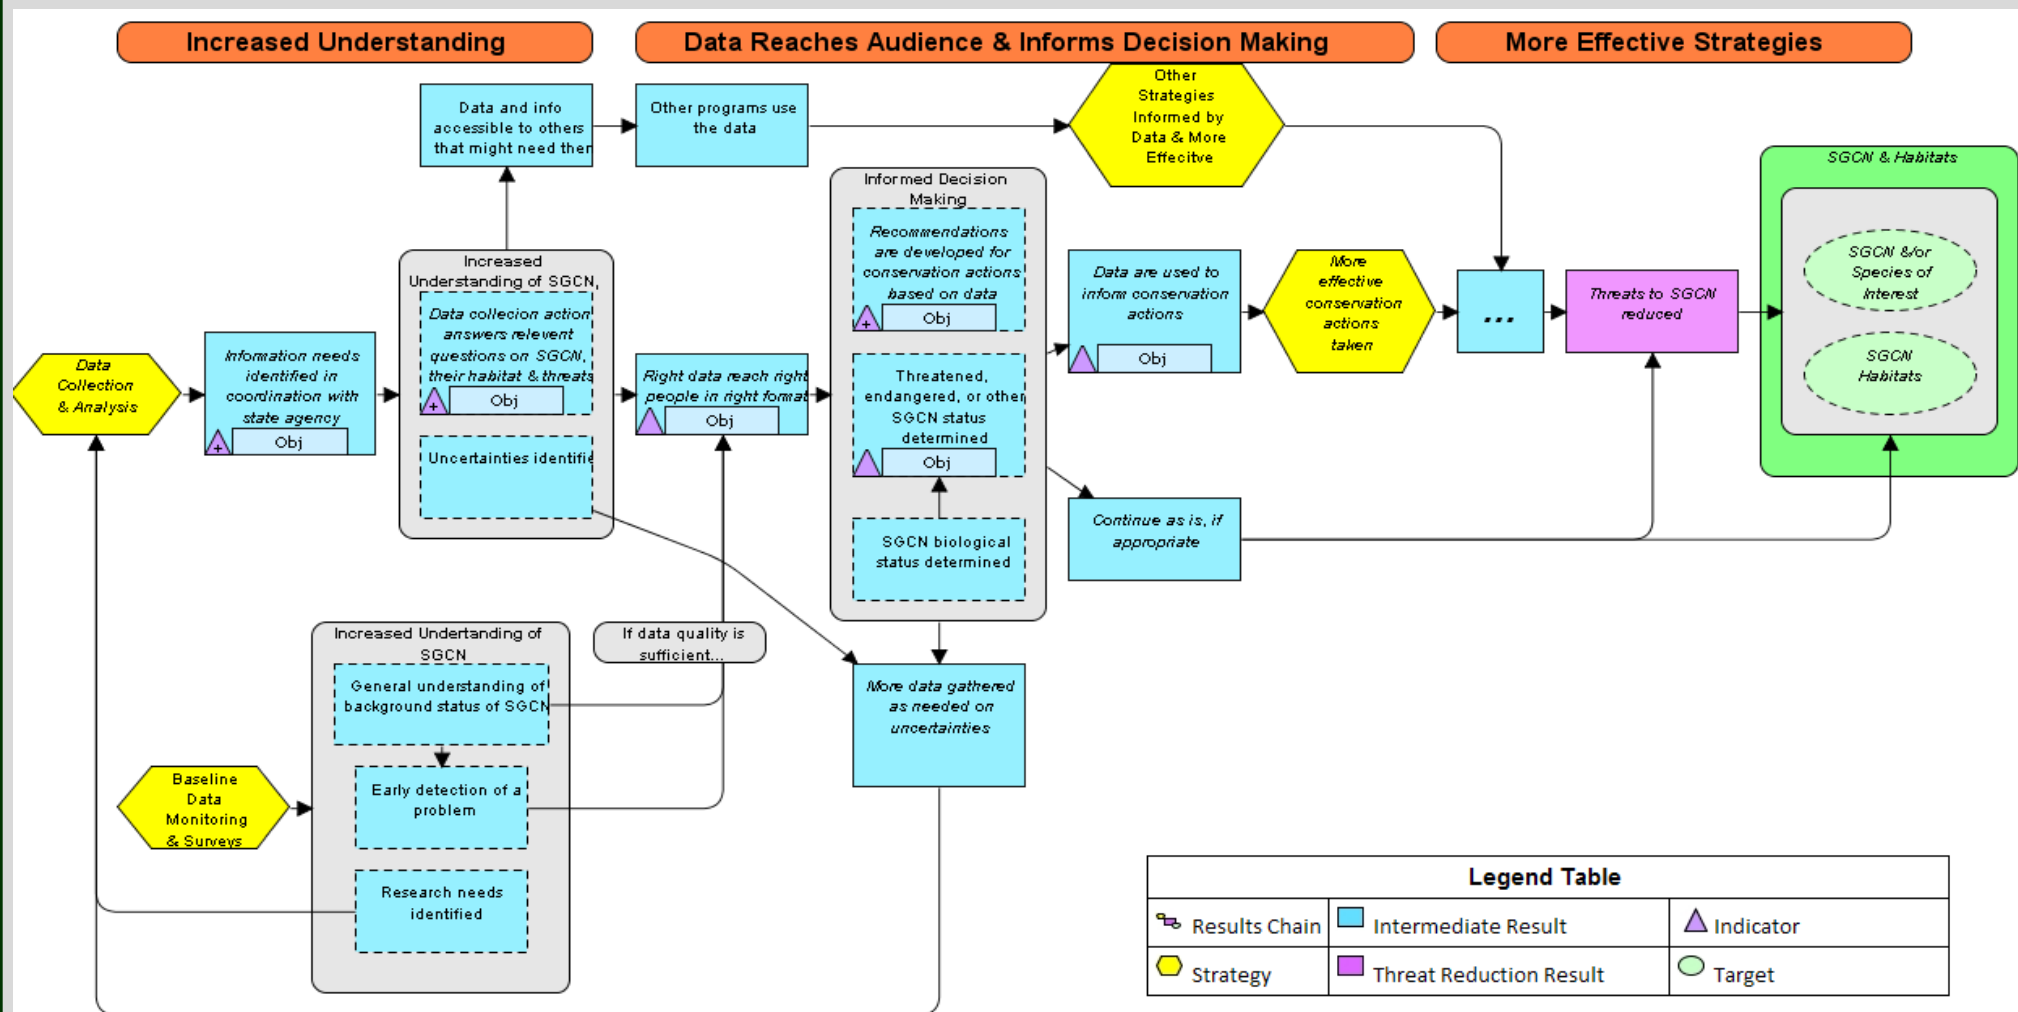 Increased Understanding
Data Reaches Audience & Informs Decision Making
More Effective Strategies
Data and info
accessible to others
that might need ther
Other programs use
the data
Other
Strategies
Informed by
Data & More
Effecitve
SGCN & Habitats
SGCN &/or
Species of
Interest
SGCN
Habitats
Informed Decision
Making
Recommendations
are developed for
conservation actions
based on data
+
Obj
Threatened,
endangered, or other
SGCN status
determined
Obj
SGCN biological
status determined
Increased
Understanding of SGCN,
Data collecion action
answers relevent
questions on SGCN,
their habitat & threats
+
Obj
Uncertainties identifie
Data
Collection
& Analysis
Information needs
identified in
coordination with
state agency
+
Obj
Right data reach right
people in right format
Obj
Data are used to
inform conservation
actions
Obj
More
effective
conservation
actions
taken
...
Threats to SGCN
reduced
Continue as is, if
appropriate
Increased Undertanding of
SGCN
General understanding of
background status of SGCN
Early detection of a
problem
Research needs
identified
If data quality is
sufficient...
More data gathered
as needed on
uncertainties
Baseline
Data
Monitoring
& Surveys
Legend Table
Results Chain
Intermediate Result
Indicator
Strategy
Threat Reduction Result
Target